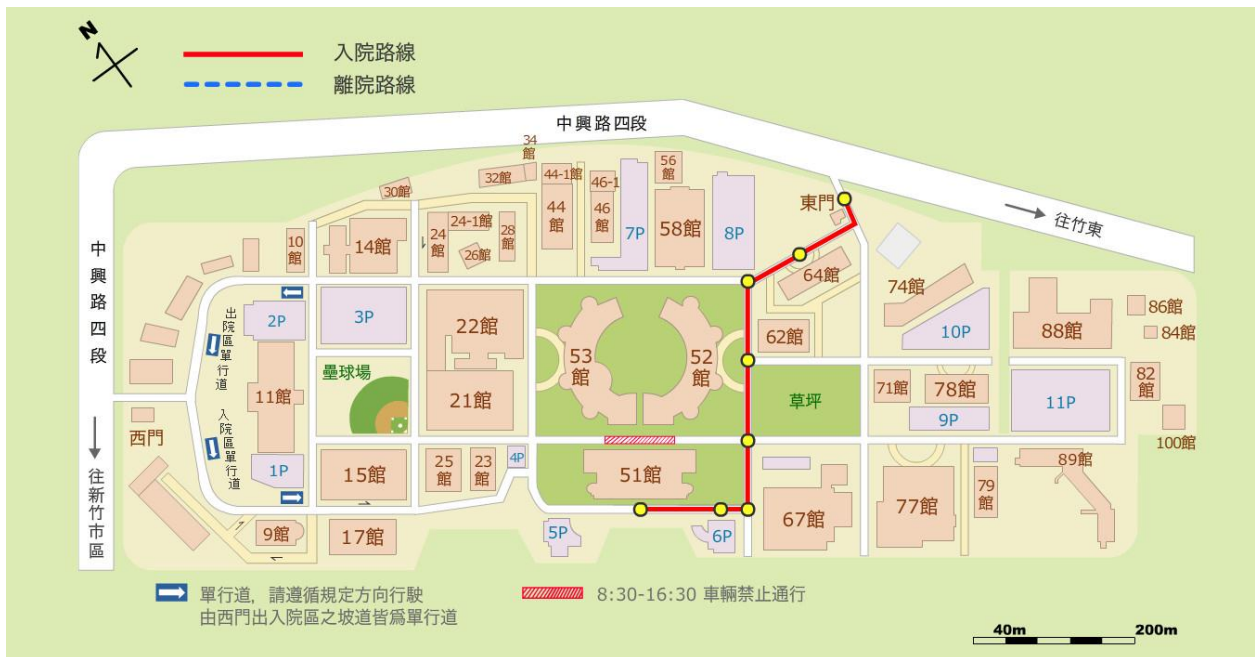 N
入院路線
離院路線
中興路四段
34
館
32館
44-1館
56
館
30館
46-1
東門
往竹東
10
館
14館
24
館
24-1館
26館
28
館
44
館
46
館
7P
58館
8P
64館
74館
中
興
路
四
段
出
院
區
單
行
道
2P
3P
22館
53
館
52
館
62館
10P
88館
86館
84館
壘球場
11館
21館
草坪
71館
78館
9P
11P
82
館
100館
入
院
區
單
行
道
西門
往
新
竹
市
區
1P
15館
25
館
23
館
4P
51館
89館
9館
17館
5P
6P
67館
77館
79
館
單行道, 請遵循規定方向行駛
由西門出入院區之坡道皆爲單行道
8:30-16:30 車輛禁止通行
40m
200m